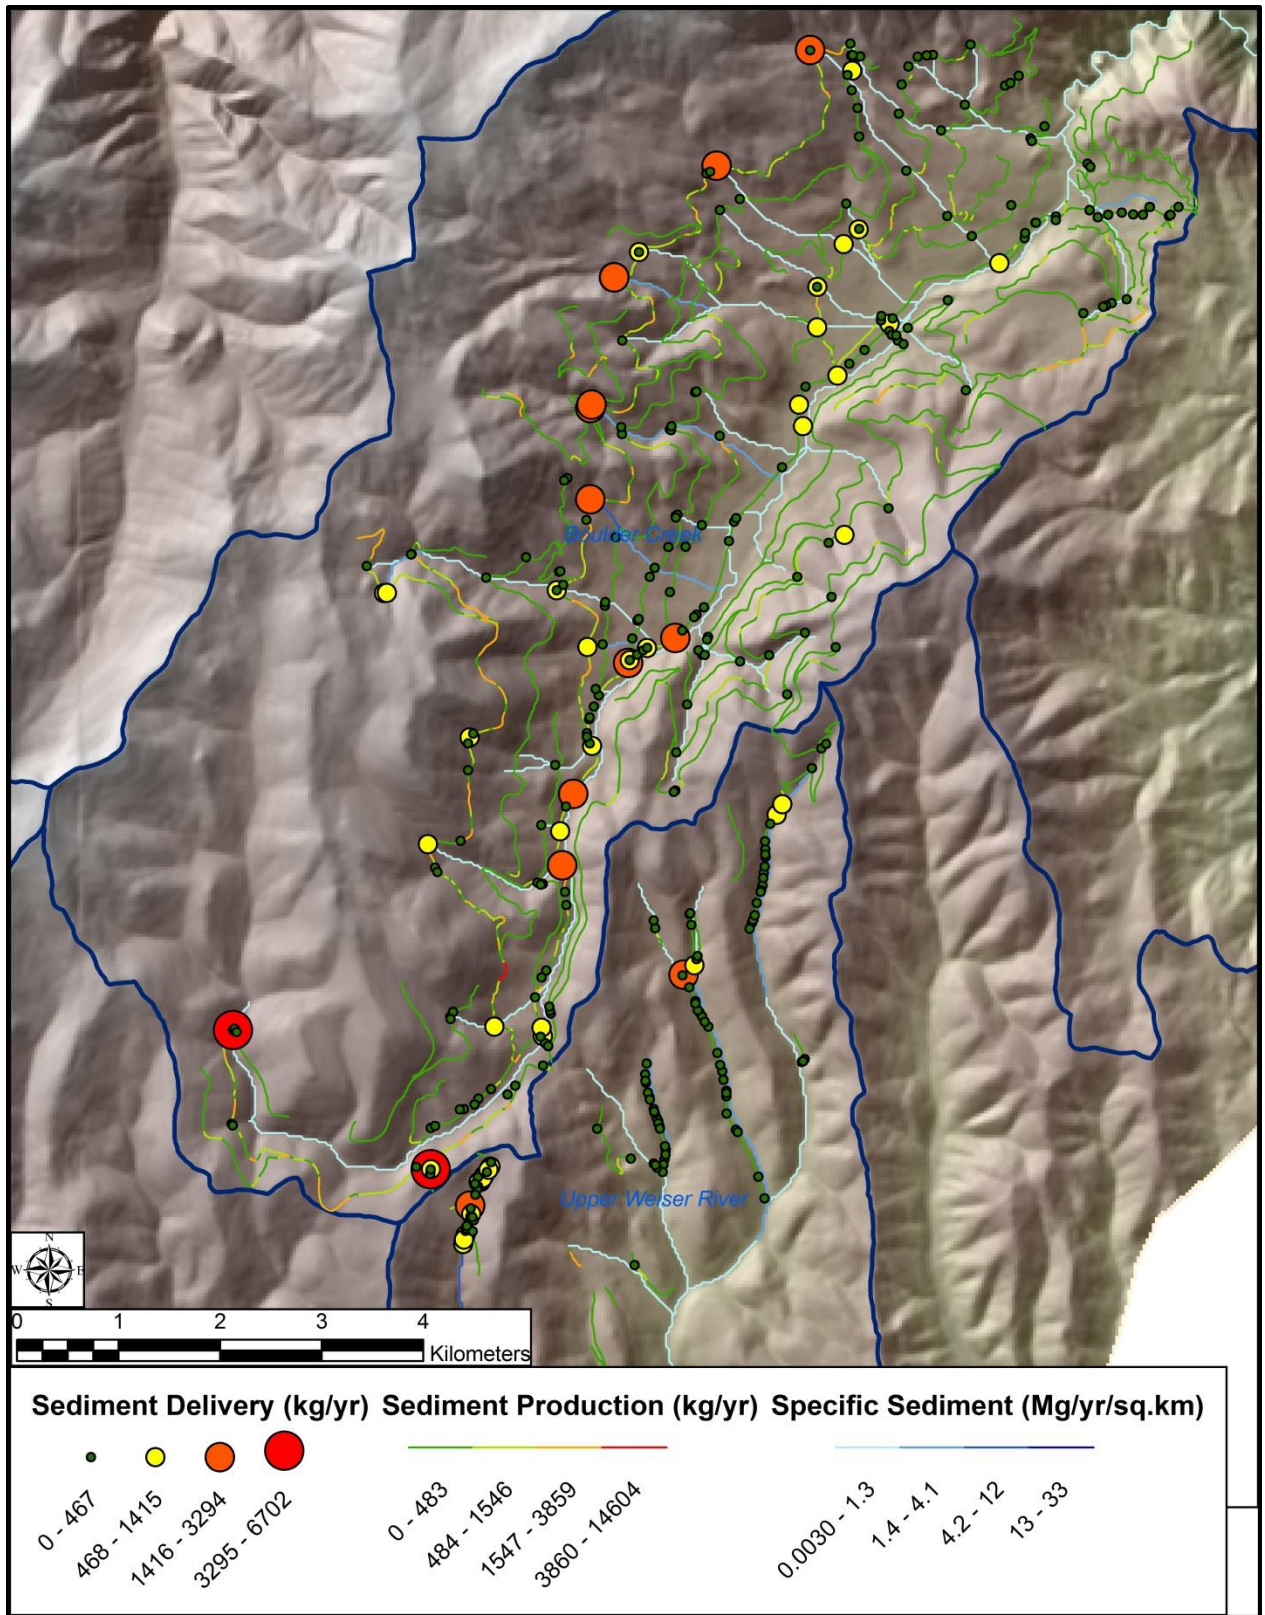 Boulder Creek
Upper Weiser River
N
W E
S
0 1 2 3 4
Kilometers
Sediment Delivery (kg/yr) Sediment Production (kg/yr) Specific Sediment (Mg/yr/sq.km)
0 - 467 468 - 1415 1416 - 3294 3295 - 6702 0 - 483 484 - 1546 1547 - 3859 3860 - 14604 0.0030 - 1.3 1.4 - 4.1 4.2 - 12 13 - 33